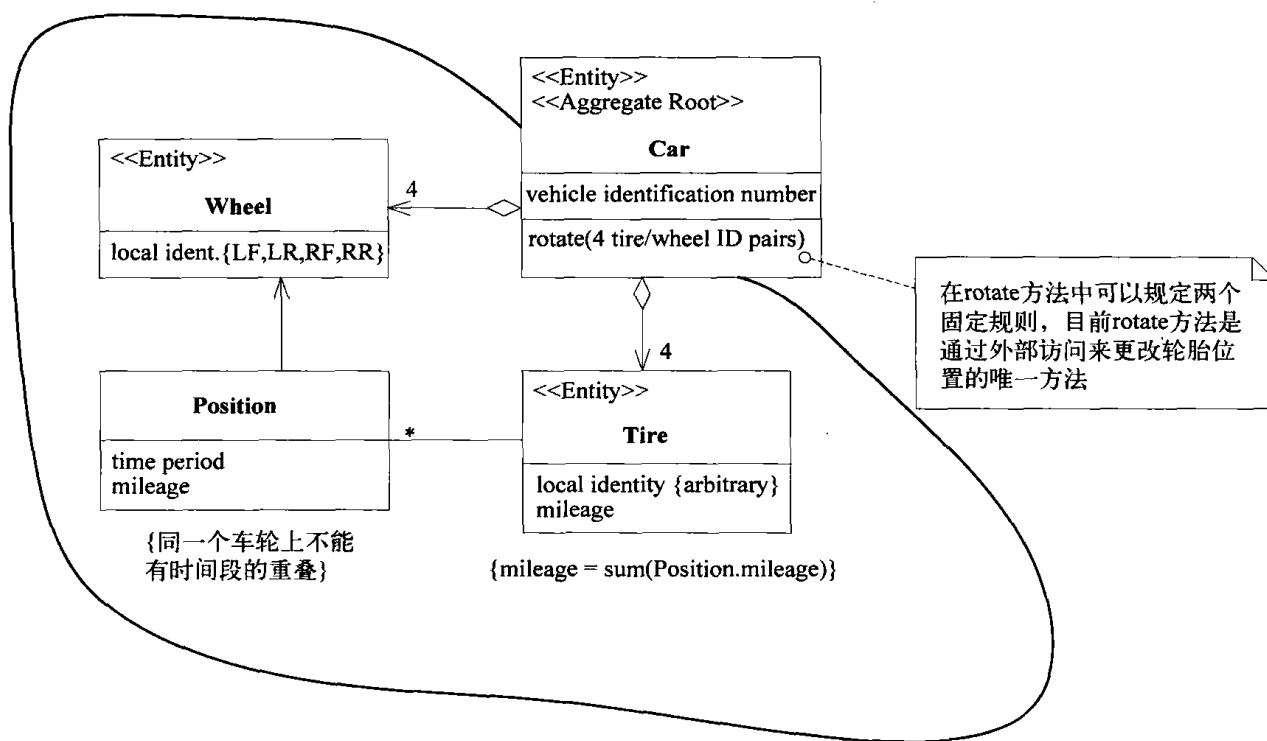 <<Entity>>
<<Aggregate Root>>
Car
vehicle identification number
rotate(4 tire/wheel ID pairs)
<<Entity>>
Wheel
local ident.{LF,LR,RF,RR}
4
4
在rotate方法中可以规定两个
固定规则，目前rotate方法是
通过外部访问来更改轮胎位
置的唯一方法
Position
time period
mileage
*
{同一个车轮上不能
有时间段的重叠}
<<Entity>>
Tire
local identity {arbitrary}
mileage
{mileage = sum(Position.mileage)}